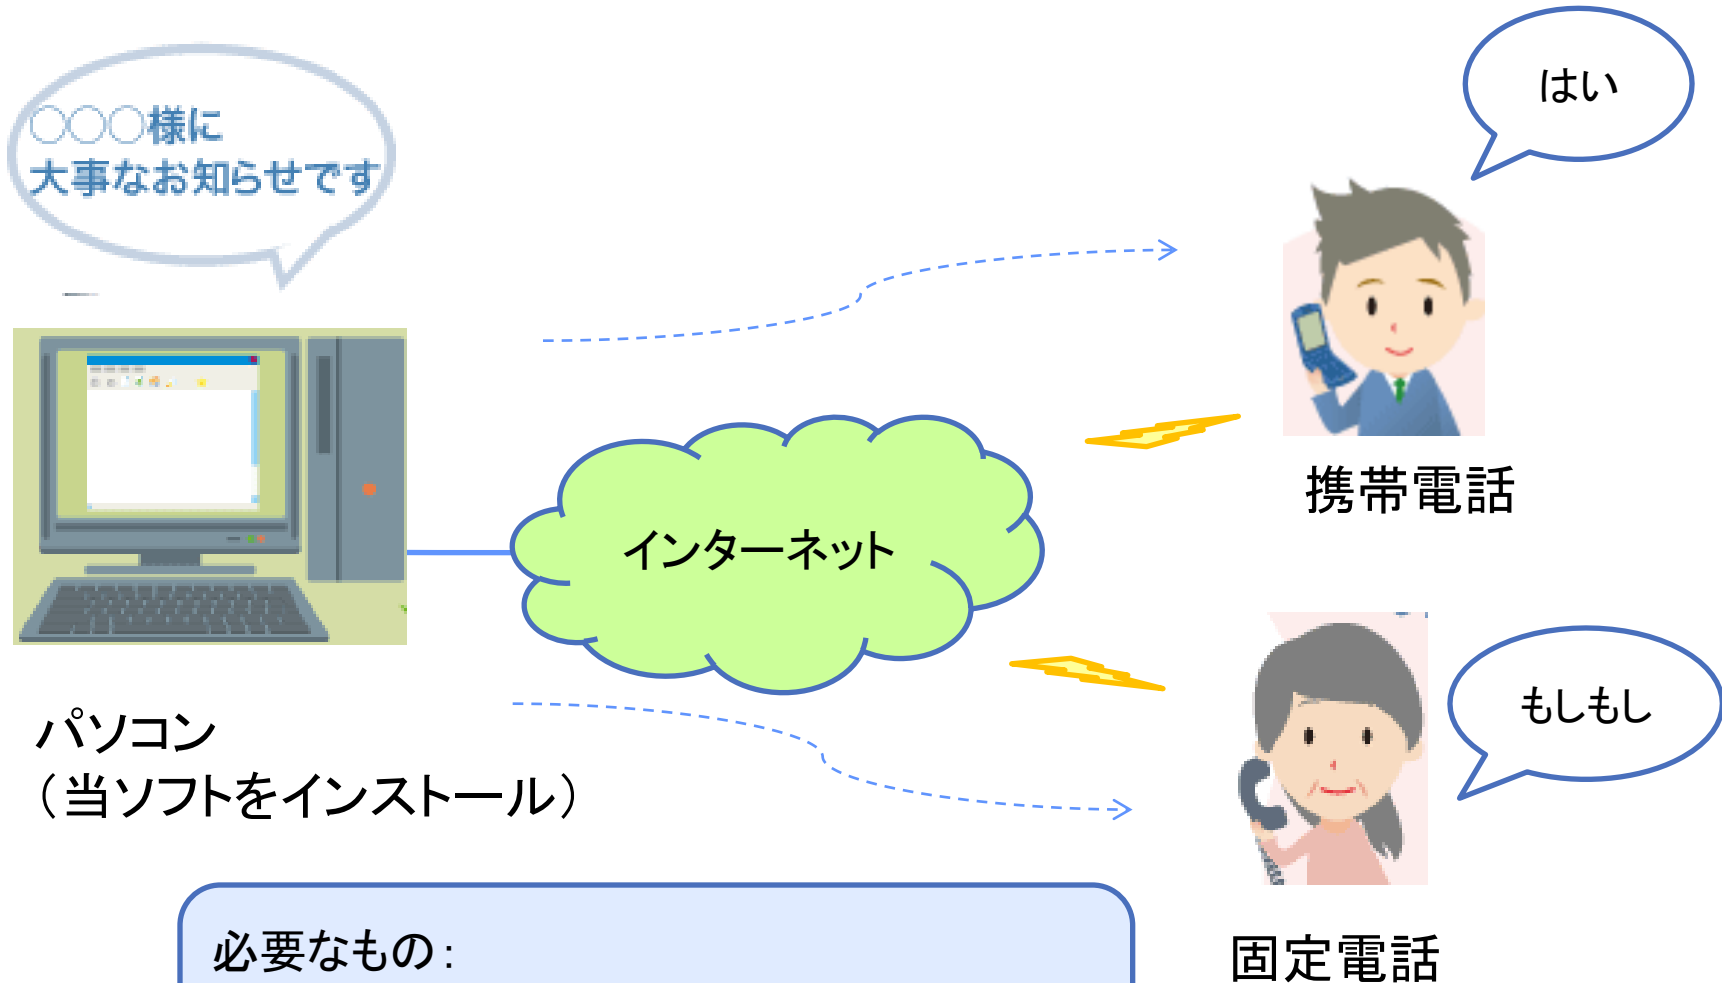 はい
○○○様に
大事なお知らせです
携帯電話
インターネット
もしもし
パソコン
（当ソフトをインストール）
必要なもの：
固定電話